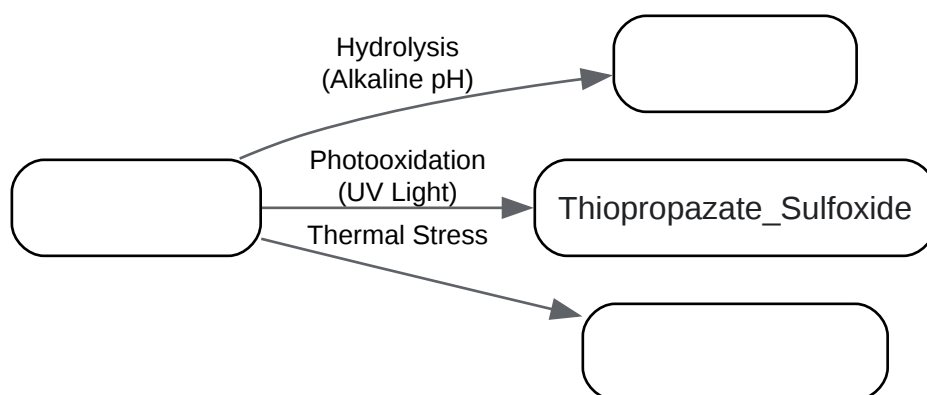 Hydrolysis
(Alkaline pH)
Photooxidation
(UV Light)
Thiopropazate_Sulfoxide
Thermal Stress